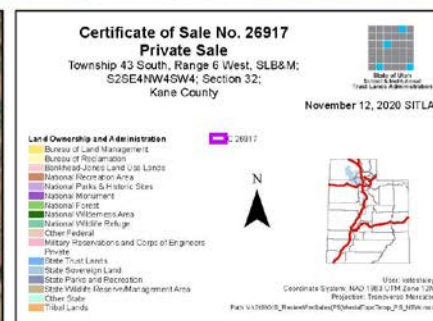 Certificate of Sale No. 26917
Private Sale
Township 43 South, Range 6 West, SLB&M;
S2SE4NW4SW4; Section 32;
Kane County
State of Utah
School & Institutional
Trust Lands Administration
November 12, 2020 SITLA
Land Ownership and Administration
C 26917
Bureau of Land Management
Bureau of Reclamation
Bankhead-Jones Land Use Lands
National Recreation Area
National Parks & Historic Sites
National Monument
National Forest
National Wilderness Area
National Wildlife Refuge
Other Federal
Military Reservations and Corps of Engineers
Private
State Trust Lands
State Sovereign Land
State Parks and Recreation
State Wildlife Reserve/Management Area
Other State
Tribal Lands
N
Coordinate System: NAD 1983 UTM Zone 12N
Projection: Transverse Mercator